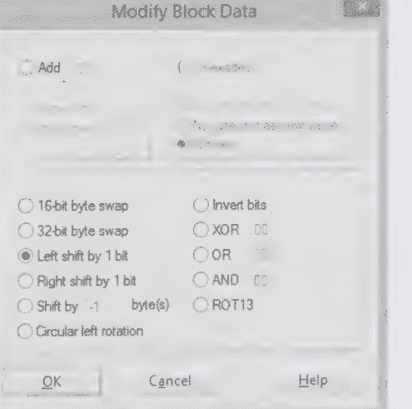 Modify Block Data
Add
16-bit byte swap
Invert bits
32-bit byte swap
XOR 00
Left shift by 1 bit
OR
Right shift by 1 bit
AND 00
Shift by -1 byte(s)
ROT13
Circular left rotation
OK Cancel Help